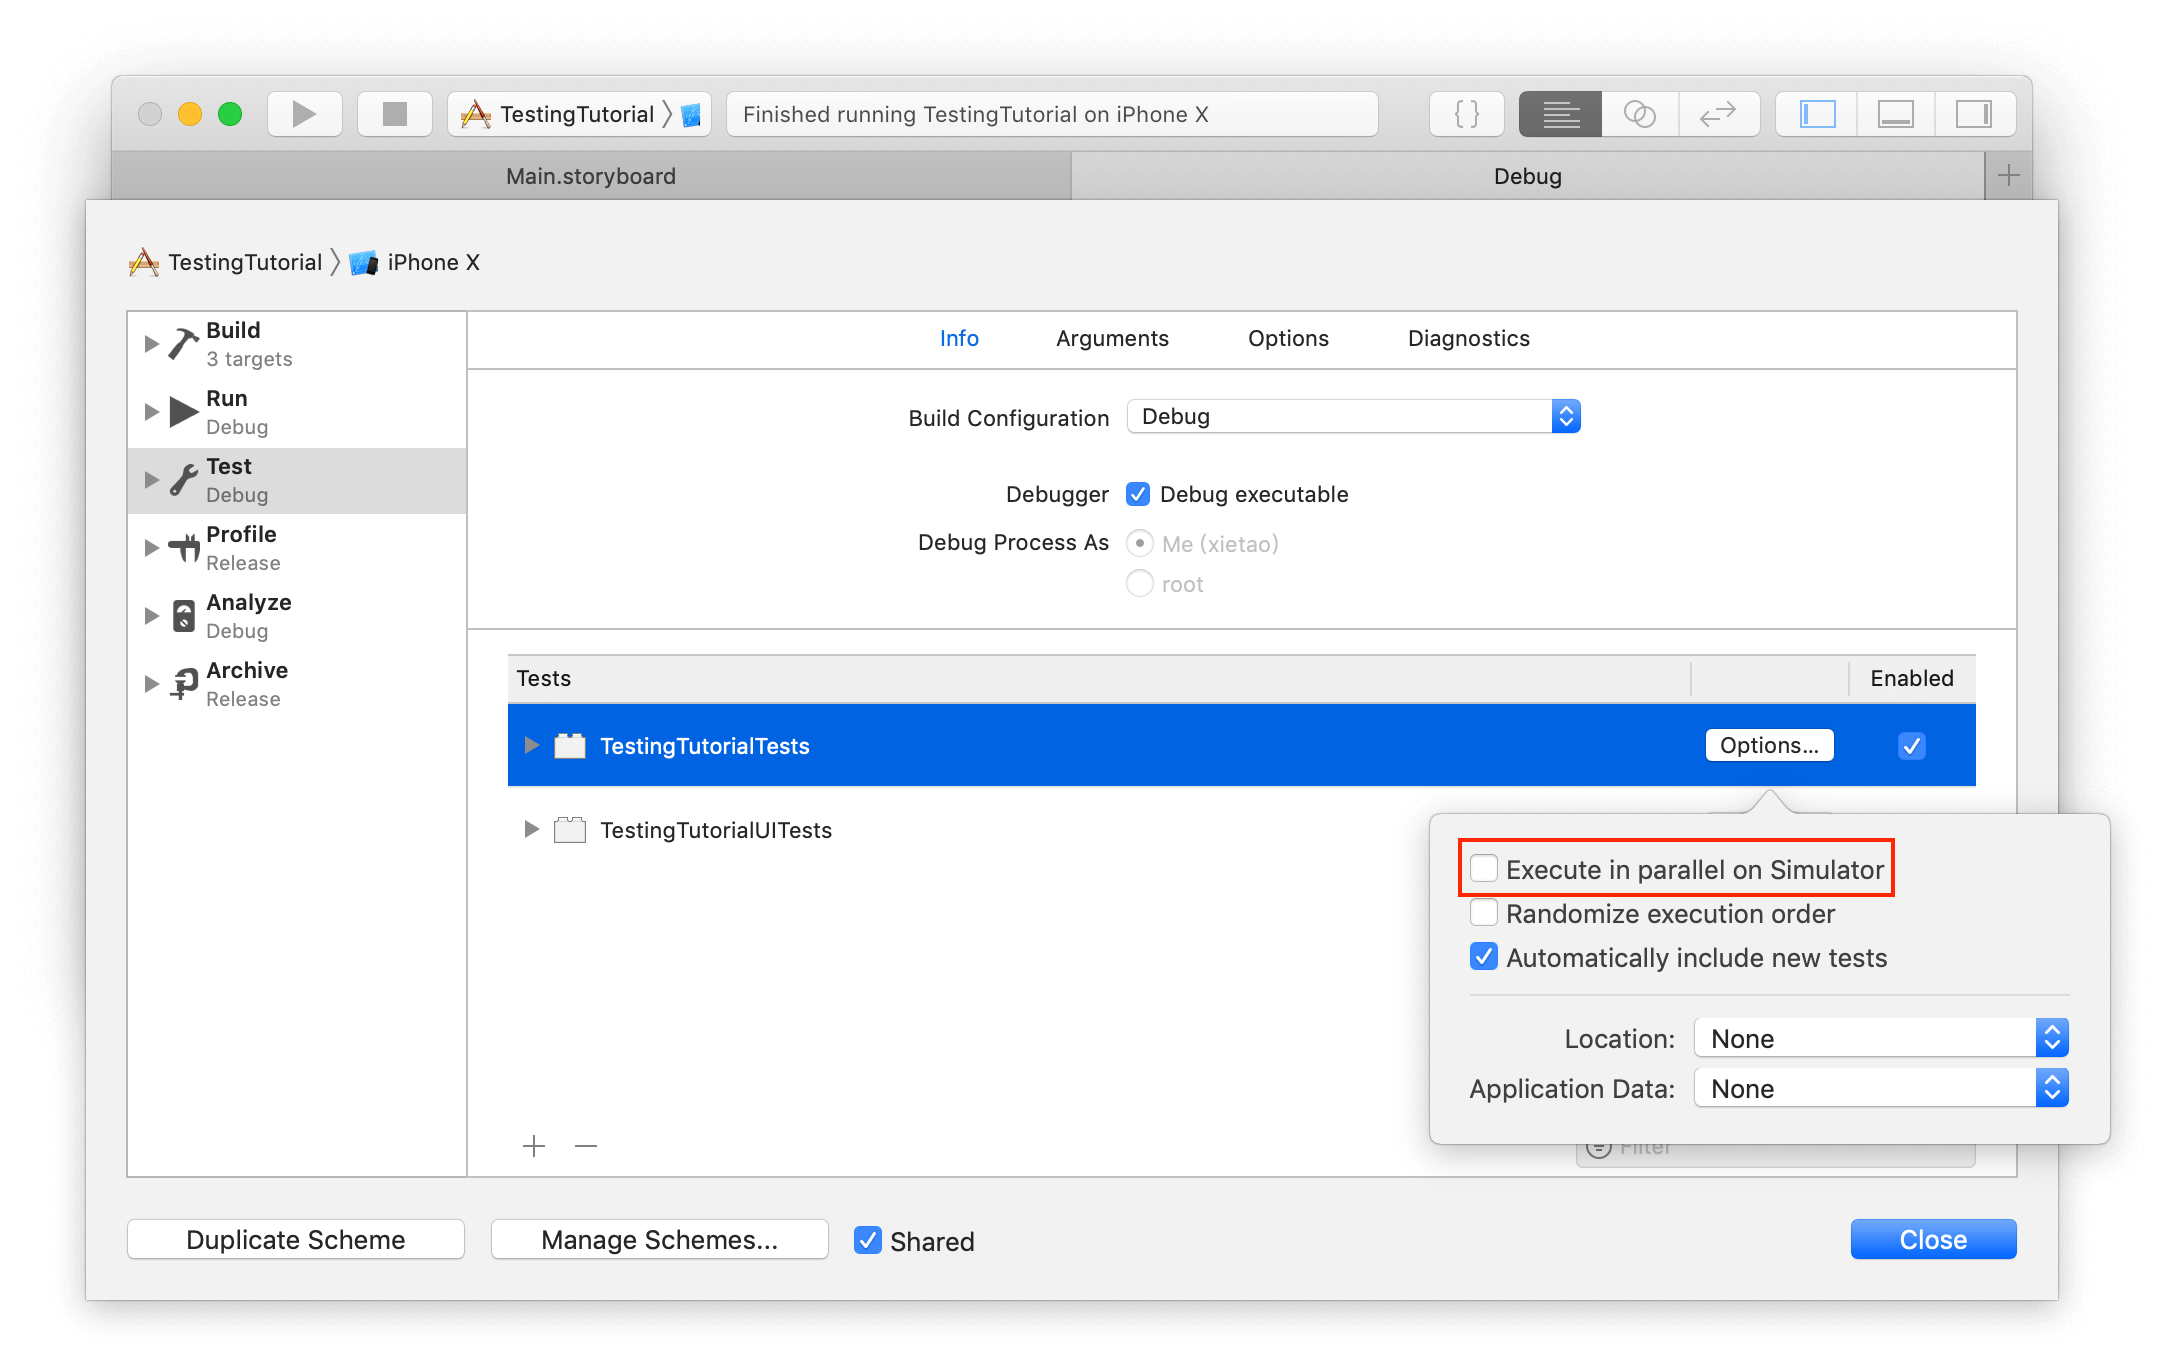 TestingTutorial
Finished running TestingTutorial on iPhone X
{ }
Main.storyboard
Debug
TestingTutorial
iPhone X
Build
3 targets
Run
Debug
Test
Debug
Profile
Release
Analyze
Debug
Archive
Release
Info Arguments Options Diagnostics
Build Configuration Debug
Debugger Debug executable
Debug Process As Me (xietao)
root
Tests Enabled
TestingTutorialTests Options...
TestingTutorialUITests
Execute in parallel on Simulator
Randomize execution order
Automatically include new tests
Location: None
Application Data: None
Filter
Duplicate Scheme
Manage Schemes...
Shared
Close